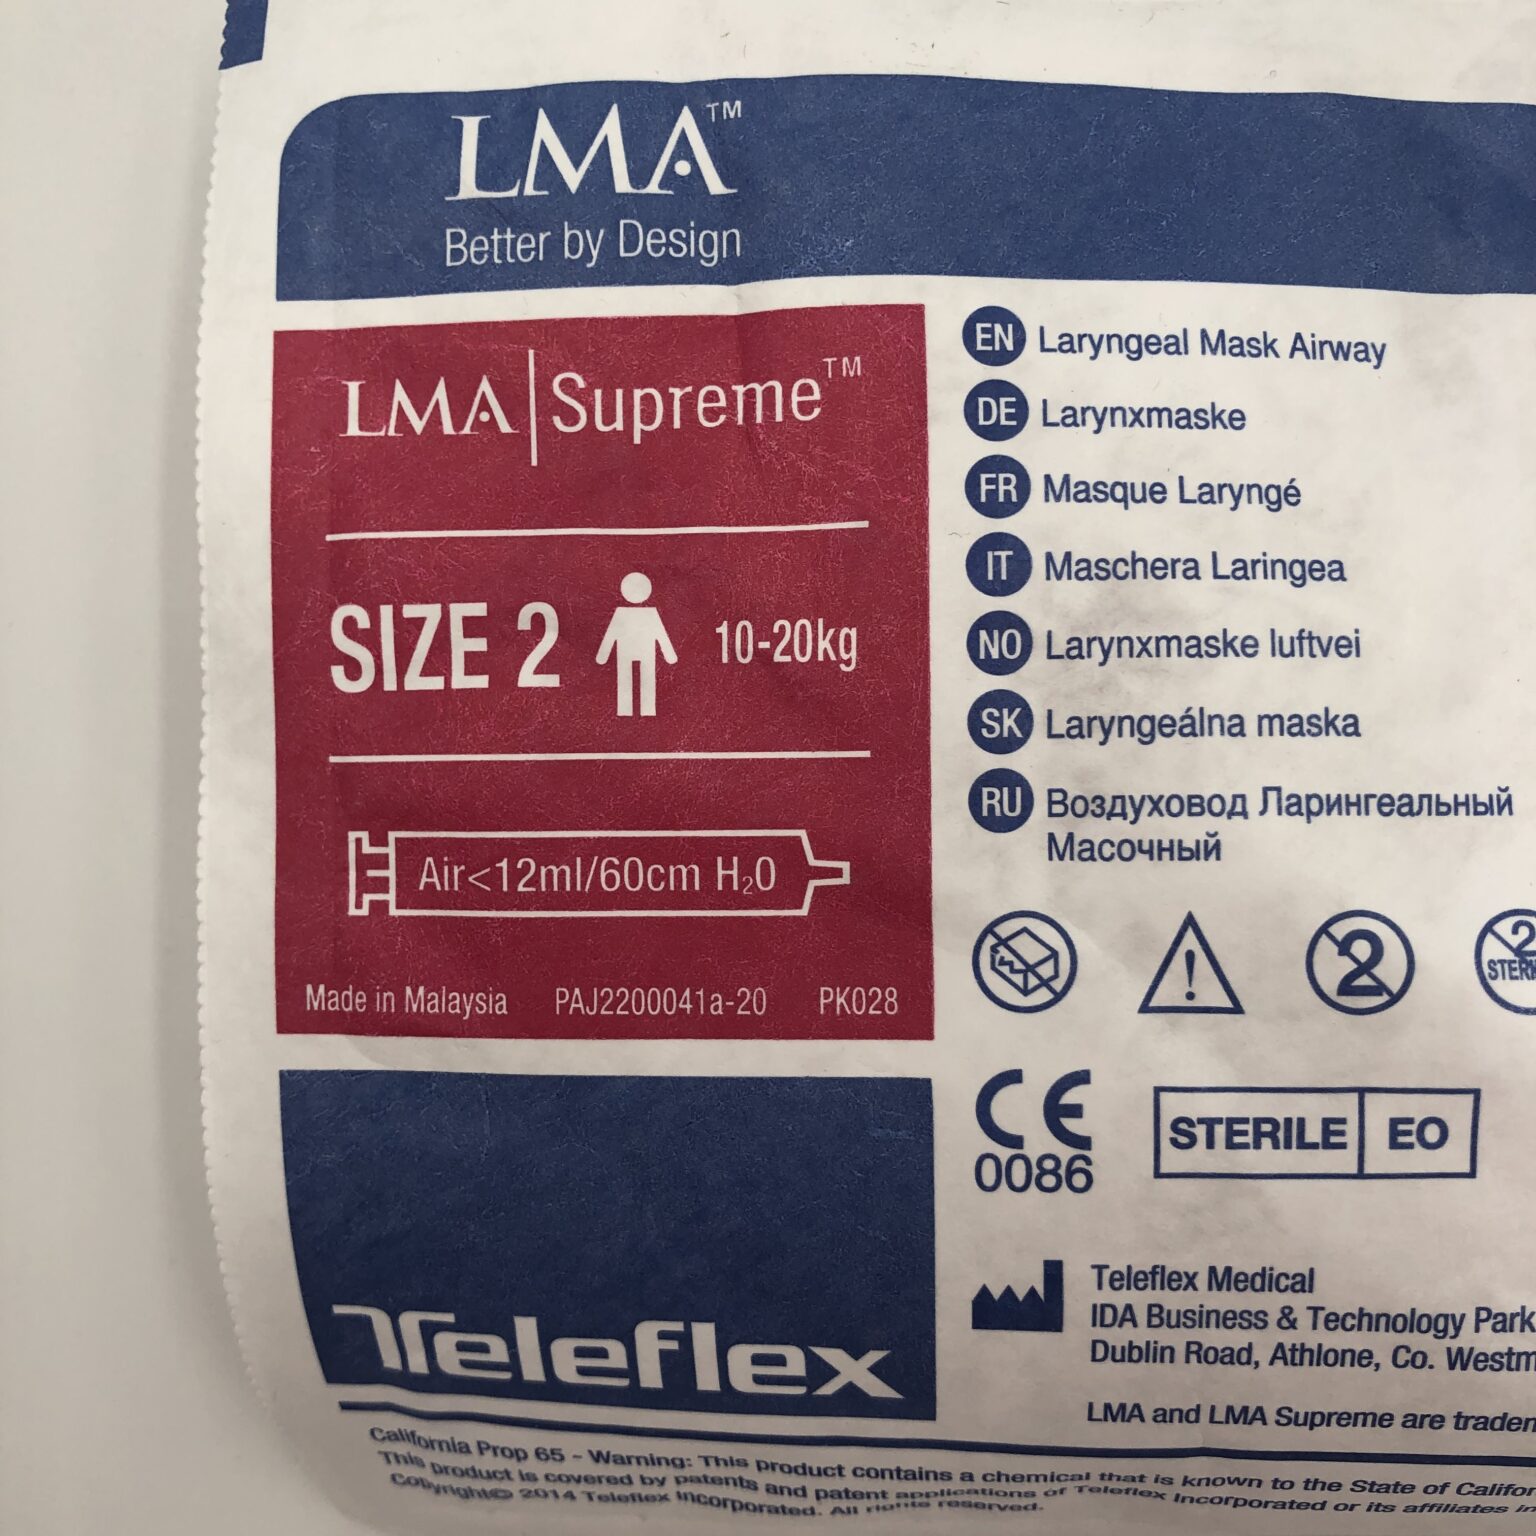 LMA™
Better by Design
LMA Supreme™
SIZE 2 10-20kg
Air<12ml/60cm H₂O
Made in Malaysia PAJ2200041a-20 PK028
EN Laryngeal Mask Airway
DE Larynxmaske
FR Masque Laryngé
IT Maschera Laringea
NO Larynxmaske luftvei
SK Laryngeálna maska
RU Воздуховод Ларингеальный
Масочный
2
2
CE
0086
STERILE EO
Teleflex
Teleflex Medical
IDA Business & Technology Park
Dublin Road, Athlone, Co.
LMA and LMA Supreme are
California Prop 65 - Warning: This product contains a chemical that is known to the State of
This product is covered by patents and patent applications of Teleflex Incorporated or its affiliates
Copyright© 2014 Teleflex Incorporated. All rights reserved.